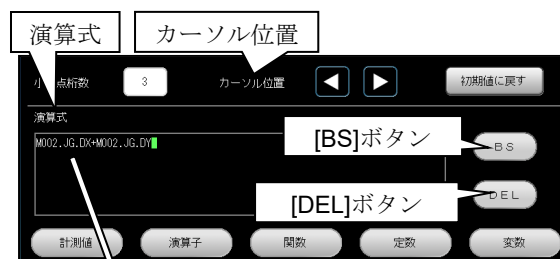 演算式 カーソル位置
小 点桁数 3 カーソル位置 ◀ ▶ 初期値に戻す
演算式
M002.JG.DX+M002.JG.DY
[BS]ボタン
BS
[DEL]ボタン
DEL
計測値 演算子 関数 定数 変数